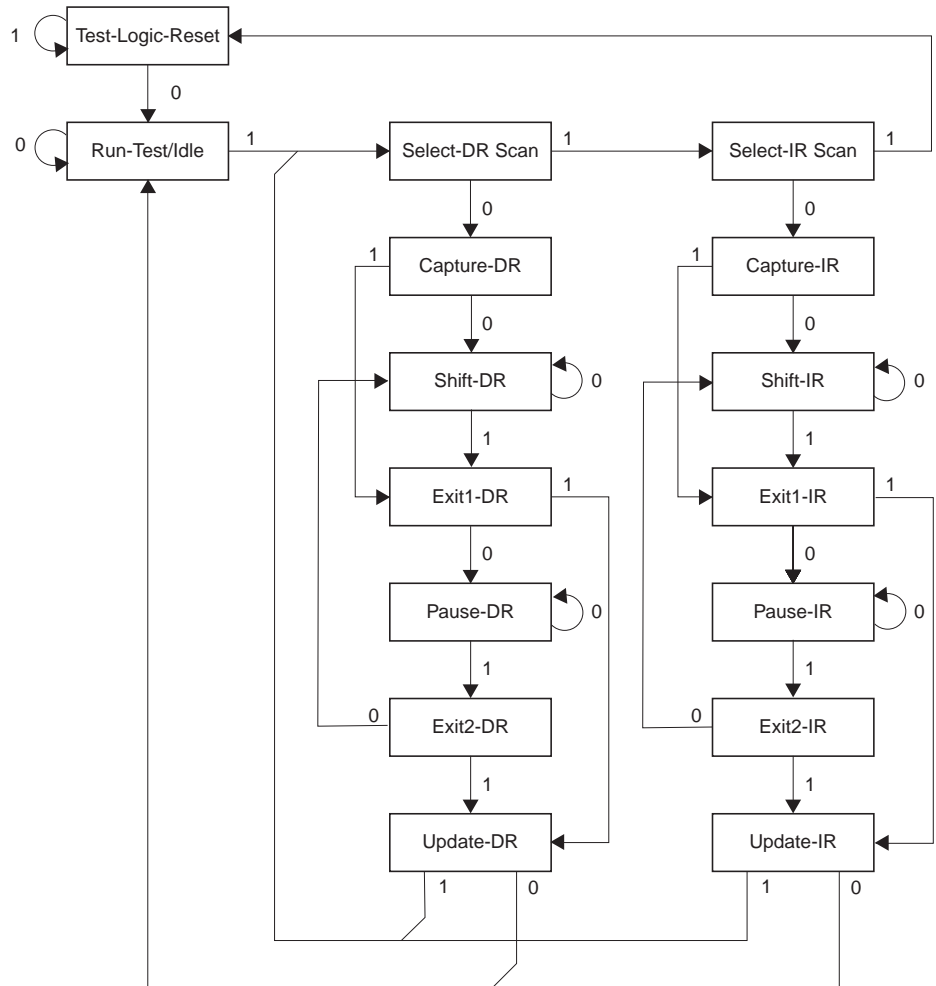 1
Test-Logic-Reset
0
0
Run-Test/Idle
1
Select-DR Scan
1
Select-IR Scan
1
0
0
1
Capture-DR
1
Capture-IR
0
0
Shift-DR
0
Shift-IR
0
1
1
Exit1-DR
1
Exit1-IR
1
0
0
Pause-DR
0
Pause-IR
0
1
1
0
Exit2-DR
0
Exit2-IR
1
1
Update-DR
Update-IR
1
0
1
0